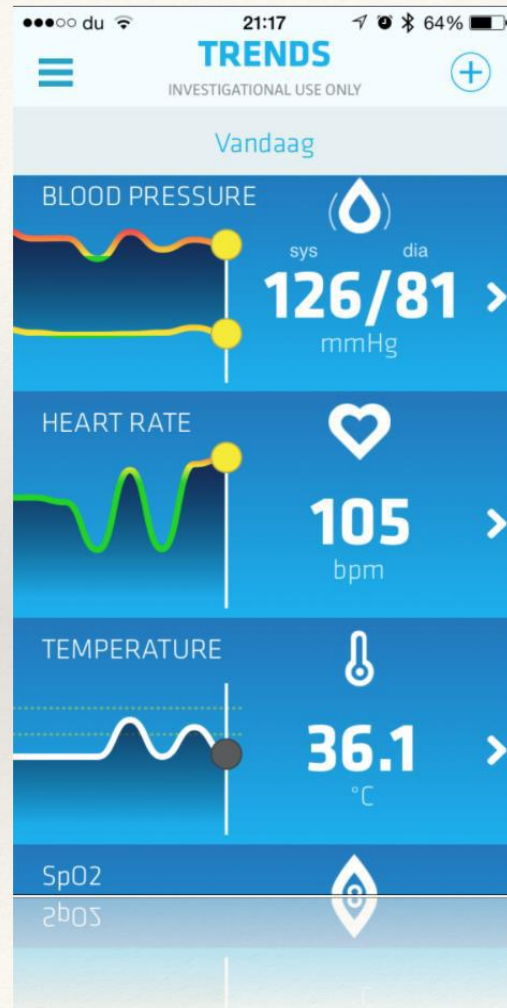 du 21:17 64%
TRENDS
INVESTIGATIONAL USE ONLY
Vandaag
BLOOD PRESSURE
sys dia
126/81
mmHg
HEART RATE
105
bpm
TEMPERATURE
36.1
°C
SpO2
SpO2